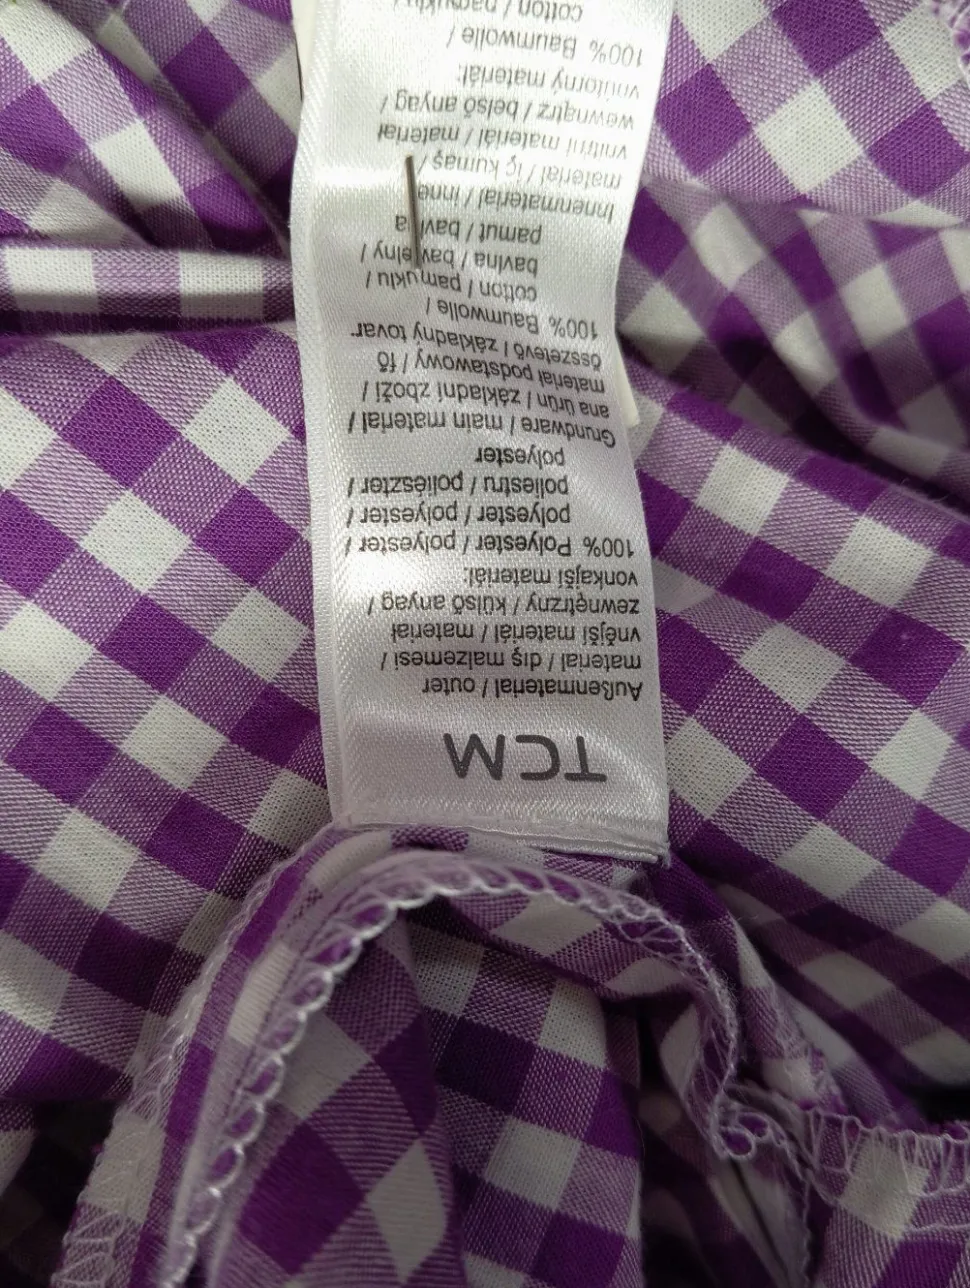 TCM
Außenmaterial / outer
material / dış malzemesi /
vnější materiál / materiał
zewnętrzny / külső anyag /
vonkajší materiál:
100% Polyester / polyester /
polyester / polyester /
poliestru / poliészter /
polyester
Grundware / main material /
ana ürün / základní zboží /
materiał podstawowy / fő
összetevő / základný tovar
100% Baumwolle /
cotton / pamuklu /
bavlna / bawełny /
pamut / bavlna
Innenmaterial / inner
material / iç kumaş /
vnitřní materiál / materiał
wewnątrz / belső anyag /
vnútorný materiál:
100% Baumwolle /
cotton / pamuklu /